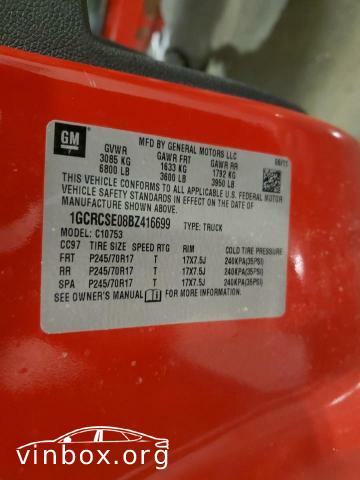 GM
MFD BY GENERAL MOTORS LLC
GVWR GAWR FRT GAWR RR
3085 KG 1633 KG 1792 KG
6800 LB 3600 LB 3950 LB
THIS VEHICLE CONFORMS TO ALL APPLICABLE U.S. FEDERAL MOTOR
VEHICLE SAFETY STANDARDS IN EFFECT ON THE DATE OF
MANUFACTURE SHOWN ABOVE.
1GCRCSE08BZ416699 TYPE: TRUCK
MODEL: C10753
CC97 TIRE SIZE SPEED RTG RIM COLD TIRE PRESSURE
FRT P245/70R17 T 17X7.5J 240KPA(35PSI)
RR P245/70R17 T 17X7.5J 240KPA(35PSI)
SPA P245/70R17 T 17X7.5J 240KPA(35PSI)
SEE OWNER'S MANUAL FOR MORE INFORMATION.
vinbox.org